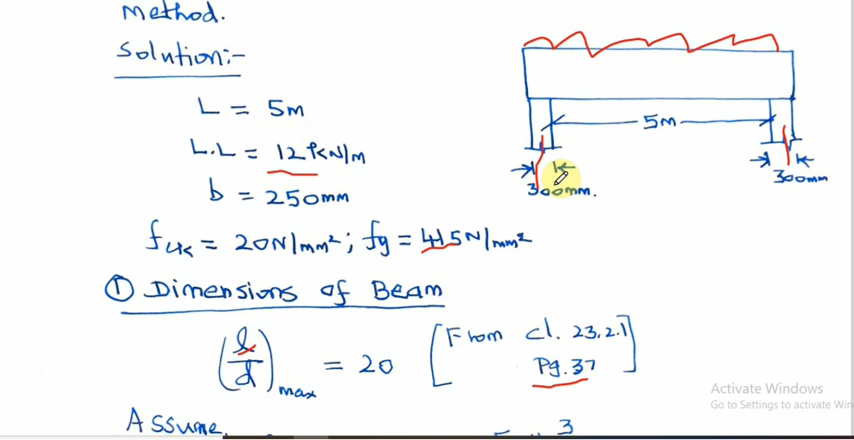 Method.
Solution:-
L = 5m
5m
L.L = 12 KN/m
300mm.
300mm
b = 250mm
fck = 20N/mm²; fy = 415N/mm²
① Dimensions of Beam
(l/d)max = 20 [From cl. 23.2.1 Pg.37]
Activate Windows
Go to Settings to activate Win
Assume
3